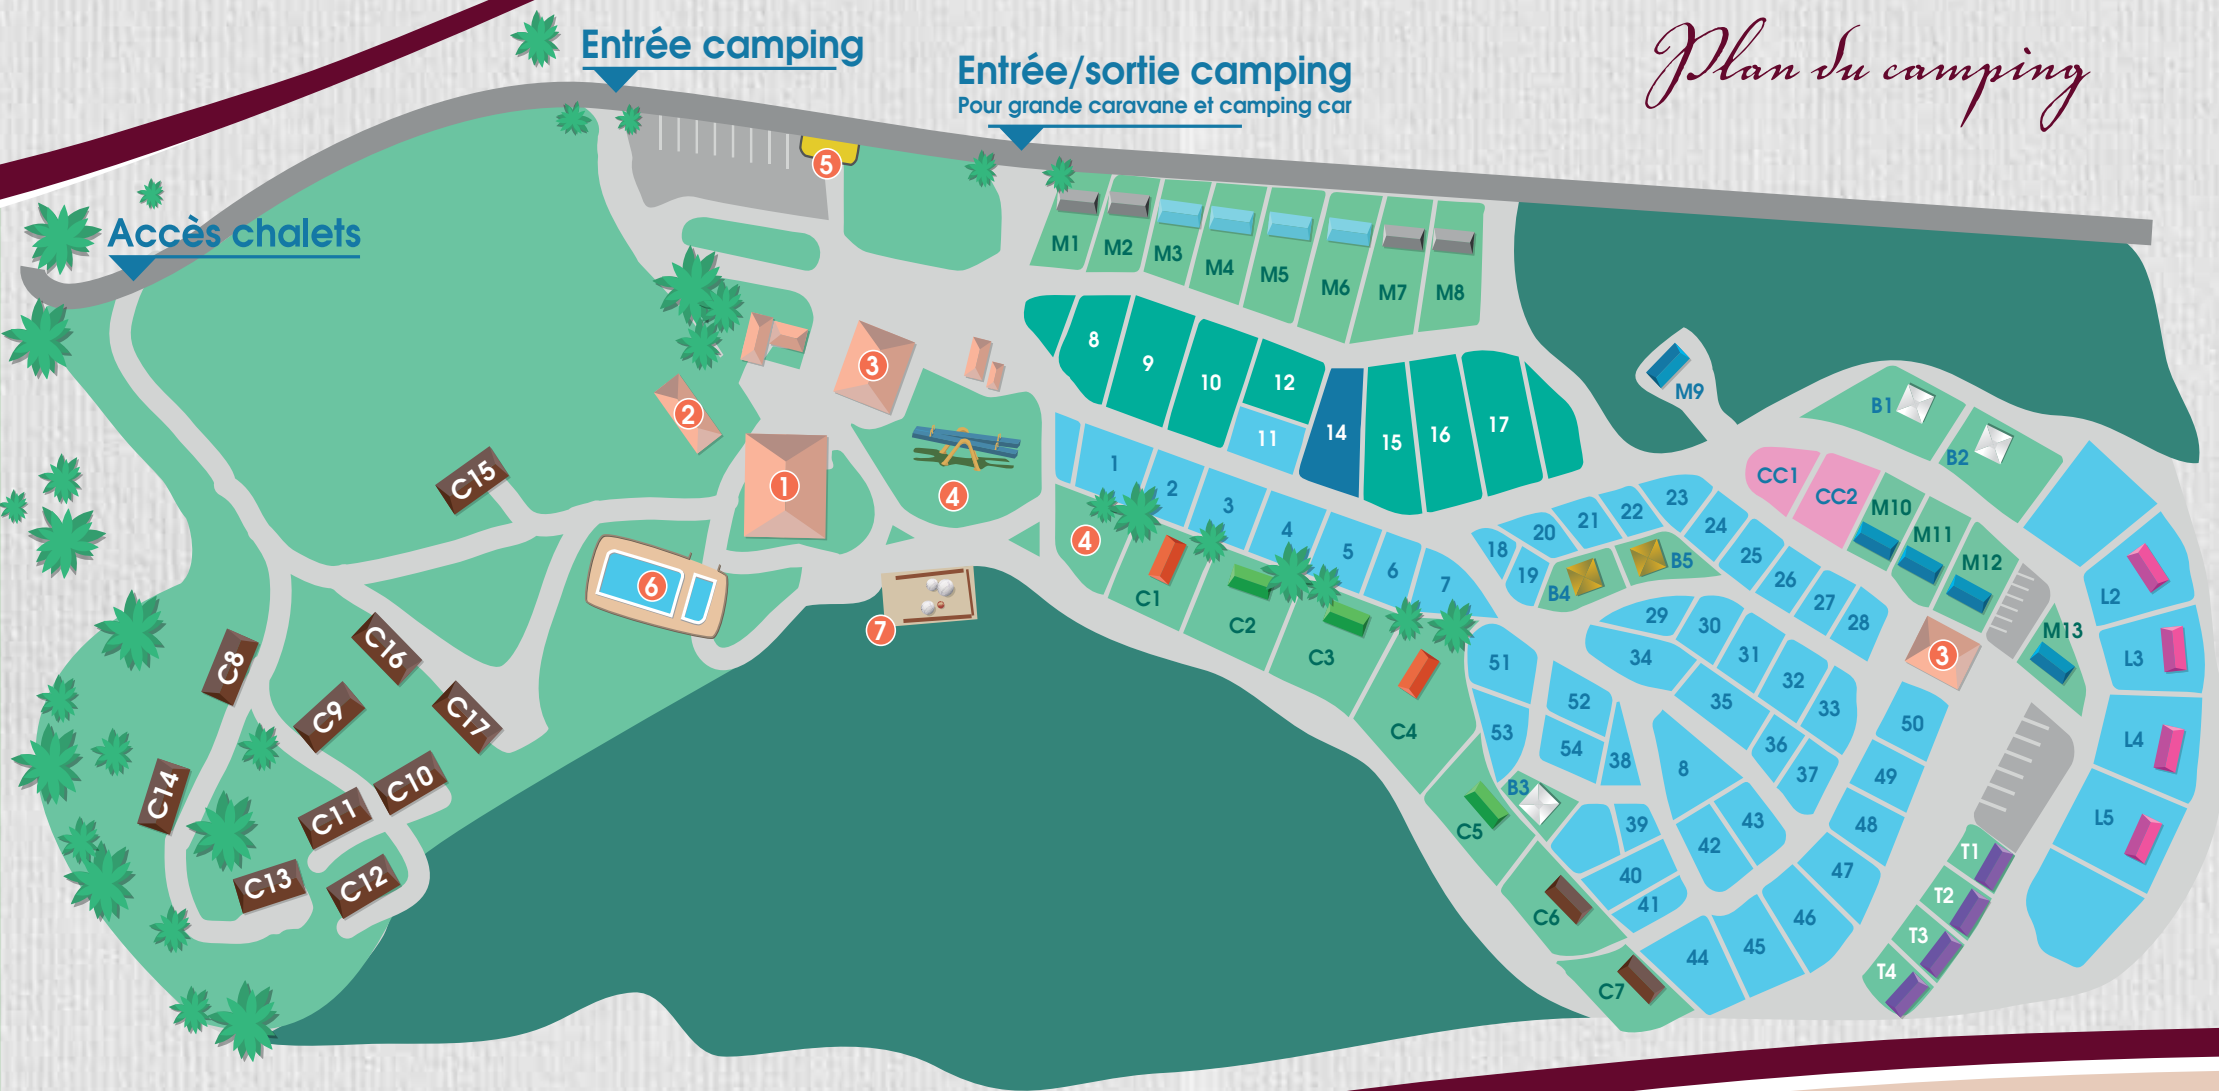 Plan du camping
Entrée camping
Entrée/sortie camping
Pour grande caravane et camping car
Accès chalets
5
M1
M2
M3
M4
M5
M6
M7
M8
M9
8
9
10
12
11
14
15
16
17
3
2
1
4
4
6
7
1
2
3
4
5
6
7
C1
C2
C3
C4
C5
C6
C7
C15
C16
C17
C8
C9
C10
C11
C12
C13
C14
B1
B2
CC1
CC2
M10
M11
M12
M13
18
19
20
21
22
23
24
25
26
27
28
B4
B5
29
30
31
32
33
34
35
36
37
3
51
52
53
54
38
8
B3
39
40
41
42
43
44
45
46
47
48
49
50
L2
L3
L4
L5
T1
T2
T3
T4